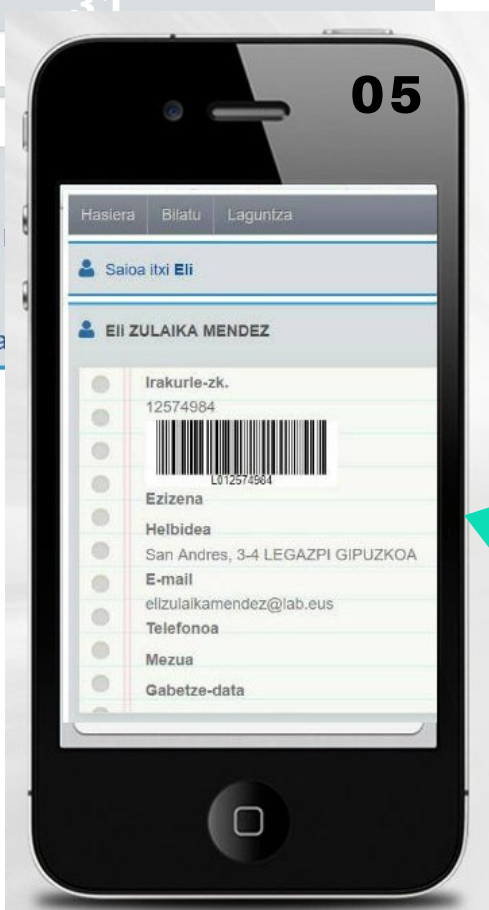 05
Hasiera Bilatu Laguntza
Saioa itxi Eli
Eli ZULAIKA MENDEZ
Irakurle-zk.
12574984
L012574984
Ezizena
Helbidea
San Andres, 3-4 LEGAZPI GIPUZKOA
E-mail
elizulaikamendez@lab.eus
Telefonoa
Mezua
Gabetze-data